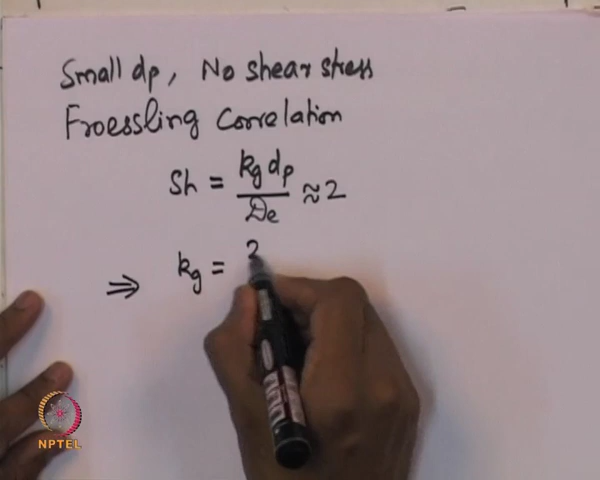 Small dp, No shear stress
Froessling Correlation
Sh = kg dp / De ≈ 2
⇒ kg = 2
NPTEL